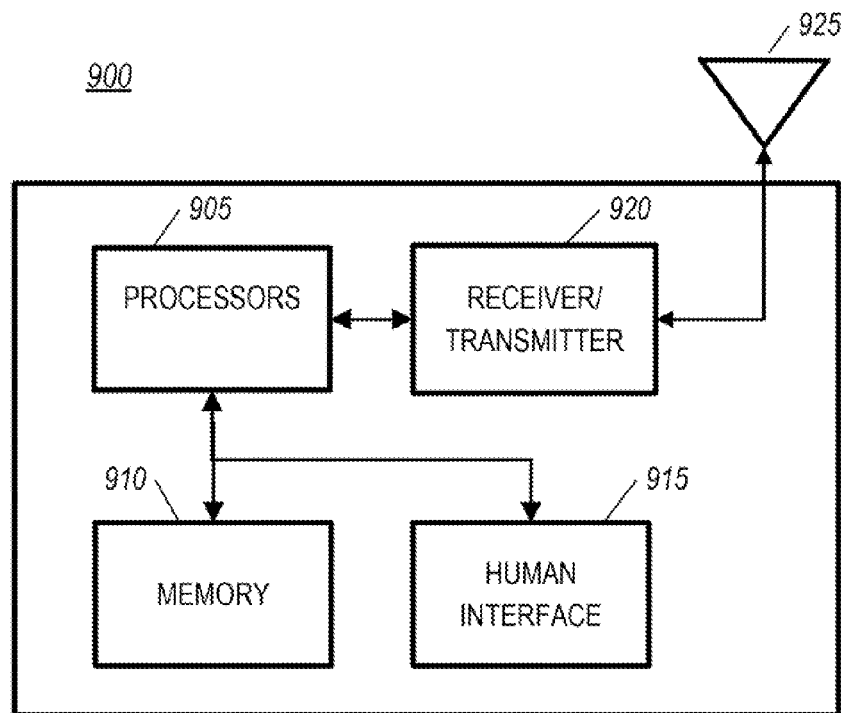 925
900
905
920
PROCESSORS
RECEIVER/
TRANSMITTER
910
915
MEMORY
HUMAN
INTERFACE